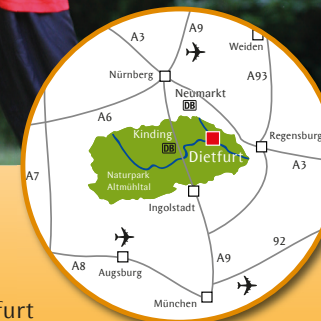 A3
A9
Weiden
Nürnberg
A93
Neumarkt
DB
A6
Kinding
DB
Regensburg
Dietfurt
A3
A7
Naturpark
Altmühltal
Ingolstadt
A9
92
A8
Augsburg
München
furt